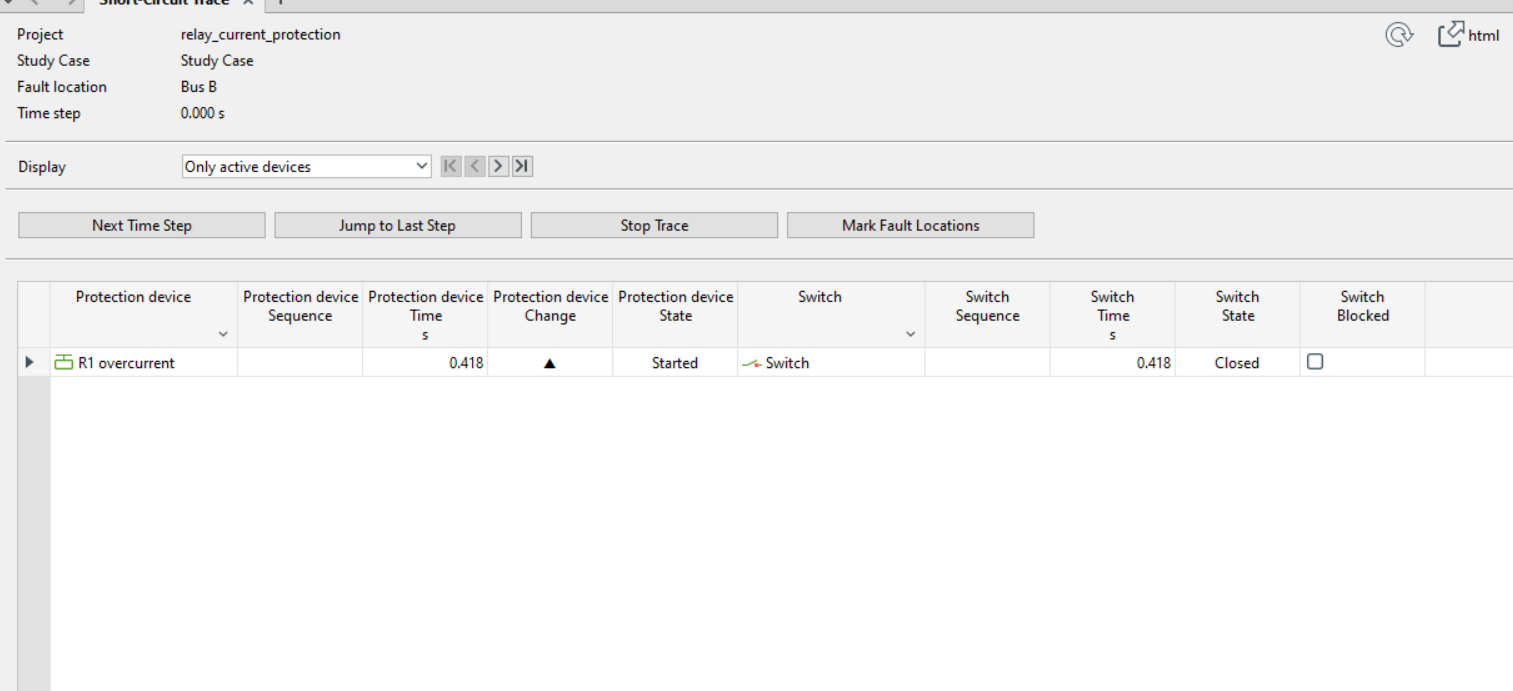 Short-Circuit Trace
Project relay_current_protection
html
Study Case Study Case
Fault location Bus B
Time step 0.000 s
Display Only active devices
Next Time Step Jump to Last Step Stop Trace Mark Fault Locations
Protection device Protection device Protection device Protection device Protection device Switch Switch Switch Switch Switch
Sequence Time Change State Sequence Time State Blocked
s s
R1 overcurrent 0.418 ▲ Started Switch 0.418 Closed